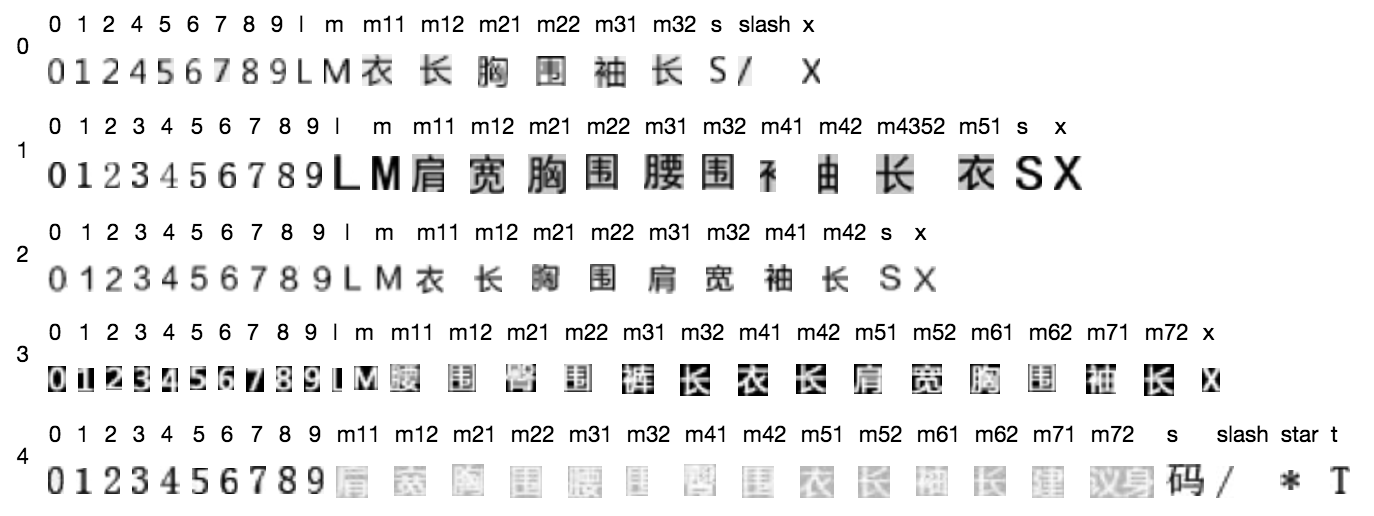 0 1 2 4 5 6 7 8 9 l m m11 m12 m21 m22 m31 m32 s slash x
0
0 1 2 4 5 6 7 8 9 L M 衣 长 胸 围 袖 长 S / X
0 1 2 3 4 5 6 7 8 9 l m m11 m12 m21 m22 m31 m32 m41 m42 m4352 m51 s x
1
0 1 2 3 4 5 6 7 8 9 L M 肩 宽 胸 围 腰 围 衤 由 长 衣 S X
0 1 2 3 4 5 6 7 8 9 l m m11 m12 m21 m22 m31 m32 m41 m42 s x
2
0 1 2 3 4 5 6 7 8 9 L M 衣 长 胸 围 肩 宽 袖 长 S X
0 1 2 3 4 5 6 7 8 9 l m m11 m12 m21 m22 m31 m32 m41 m42 m51 m52 m61 m62 m71 m72 x
3
0 1 2 3 4 5 6 7 8 9 L M 腰 围 臀 围 裤 长 衣 长 肩 宽 胸 围 袖 长 X
0 1 2 3 4 5 6 7 8 9 m11 m12 m21 m22 m31 m32 m41 m42 m51 m52 m61 m62 m71 m72 s slash star t
4
0 1 2 3 4 5 6 7 8 9 肩 宽 胸 围 腰 围 臀 围 衣 长 袖 长 建 议身 码 / * T